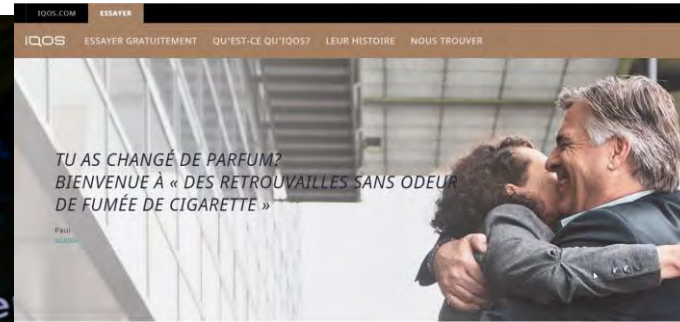 IQOS.COM ESSAYER
IQOS ESSAYER GRATUITEMENT QU'EST-CE QU'IQOS? LEUR HISTOIRE NOUS TROUVER
TU AS CHANGÉ DE PARFUM?
BIENVENUE À « DES RETROUVAILLES SANS ODEUR
DE FUMÉE DE CIGARETTE »
Paul